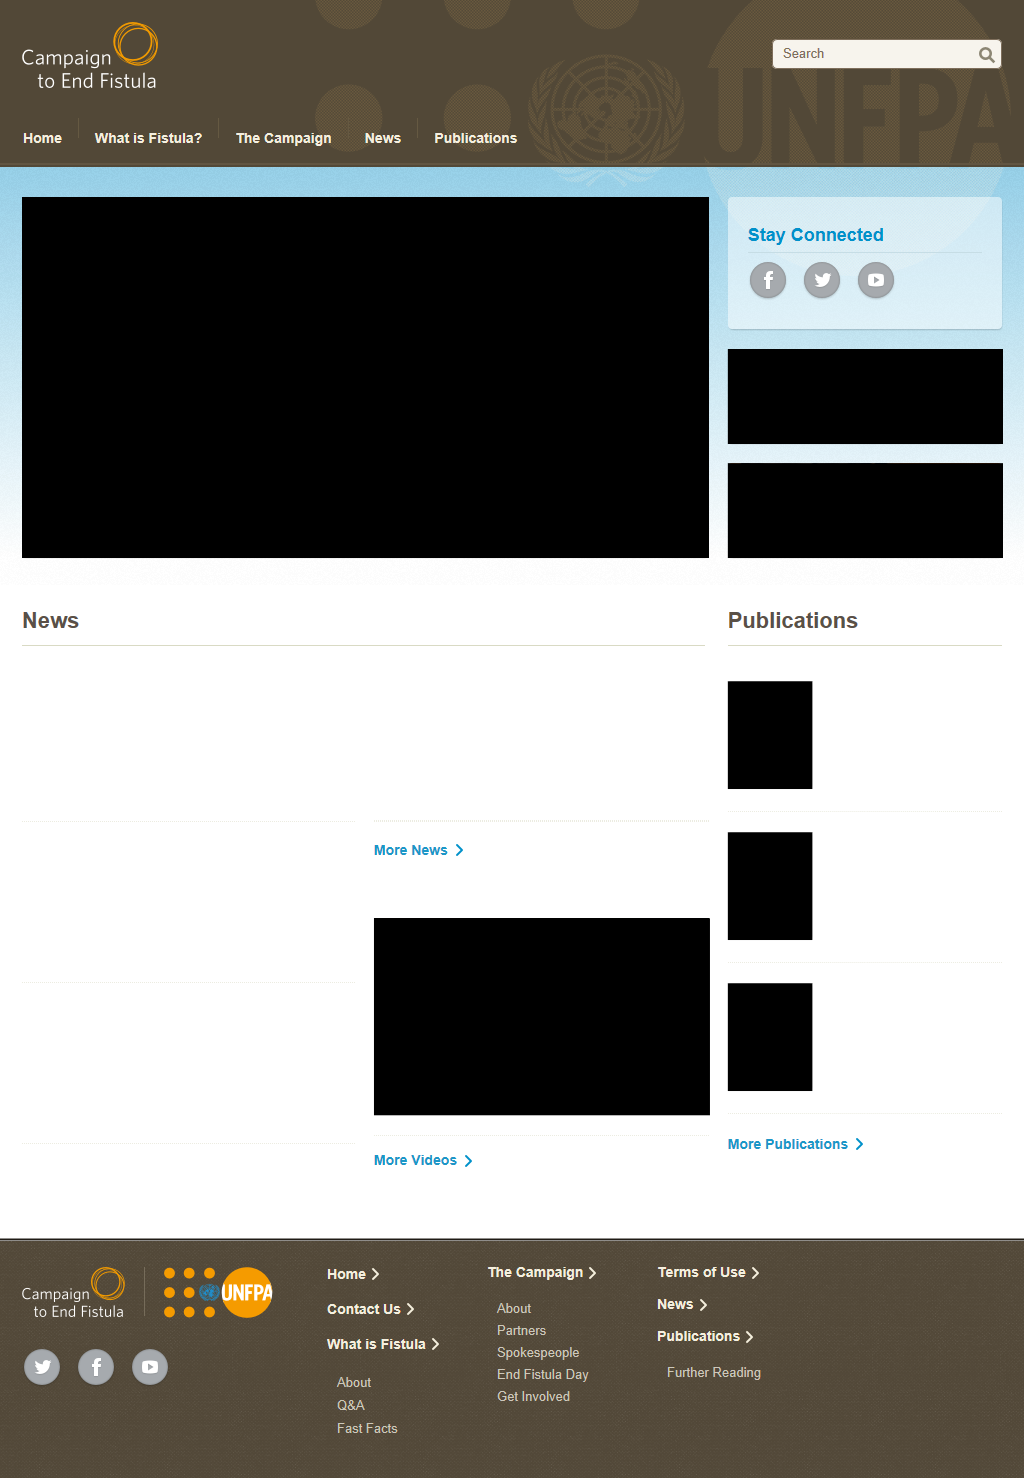 Campaign
to End Fistula
Search
UNFPA
Home
What is Fistula?
The Campaign
News
Publications
Stay Connected
News
Publications
More News
More Videos
More Publications
Campaign
to End Fistula
UNFPA
Home
Contact Us
What is Fistula
About
Q&A
Fast Facts
The Campaign
About
Partners
Spokespeople
End Fistula Day
Get Involved
Terms of Use
News
Publications
Further Reading